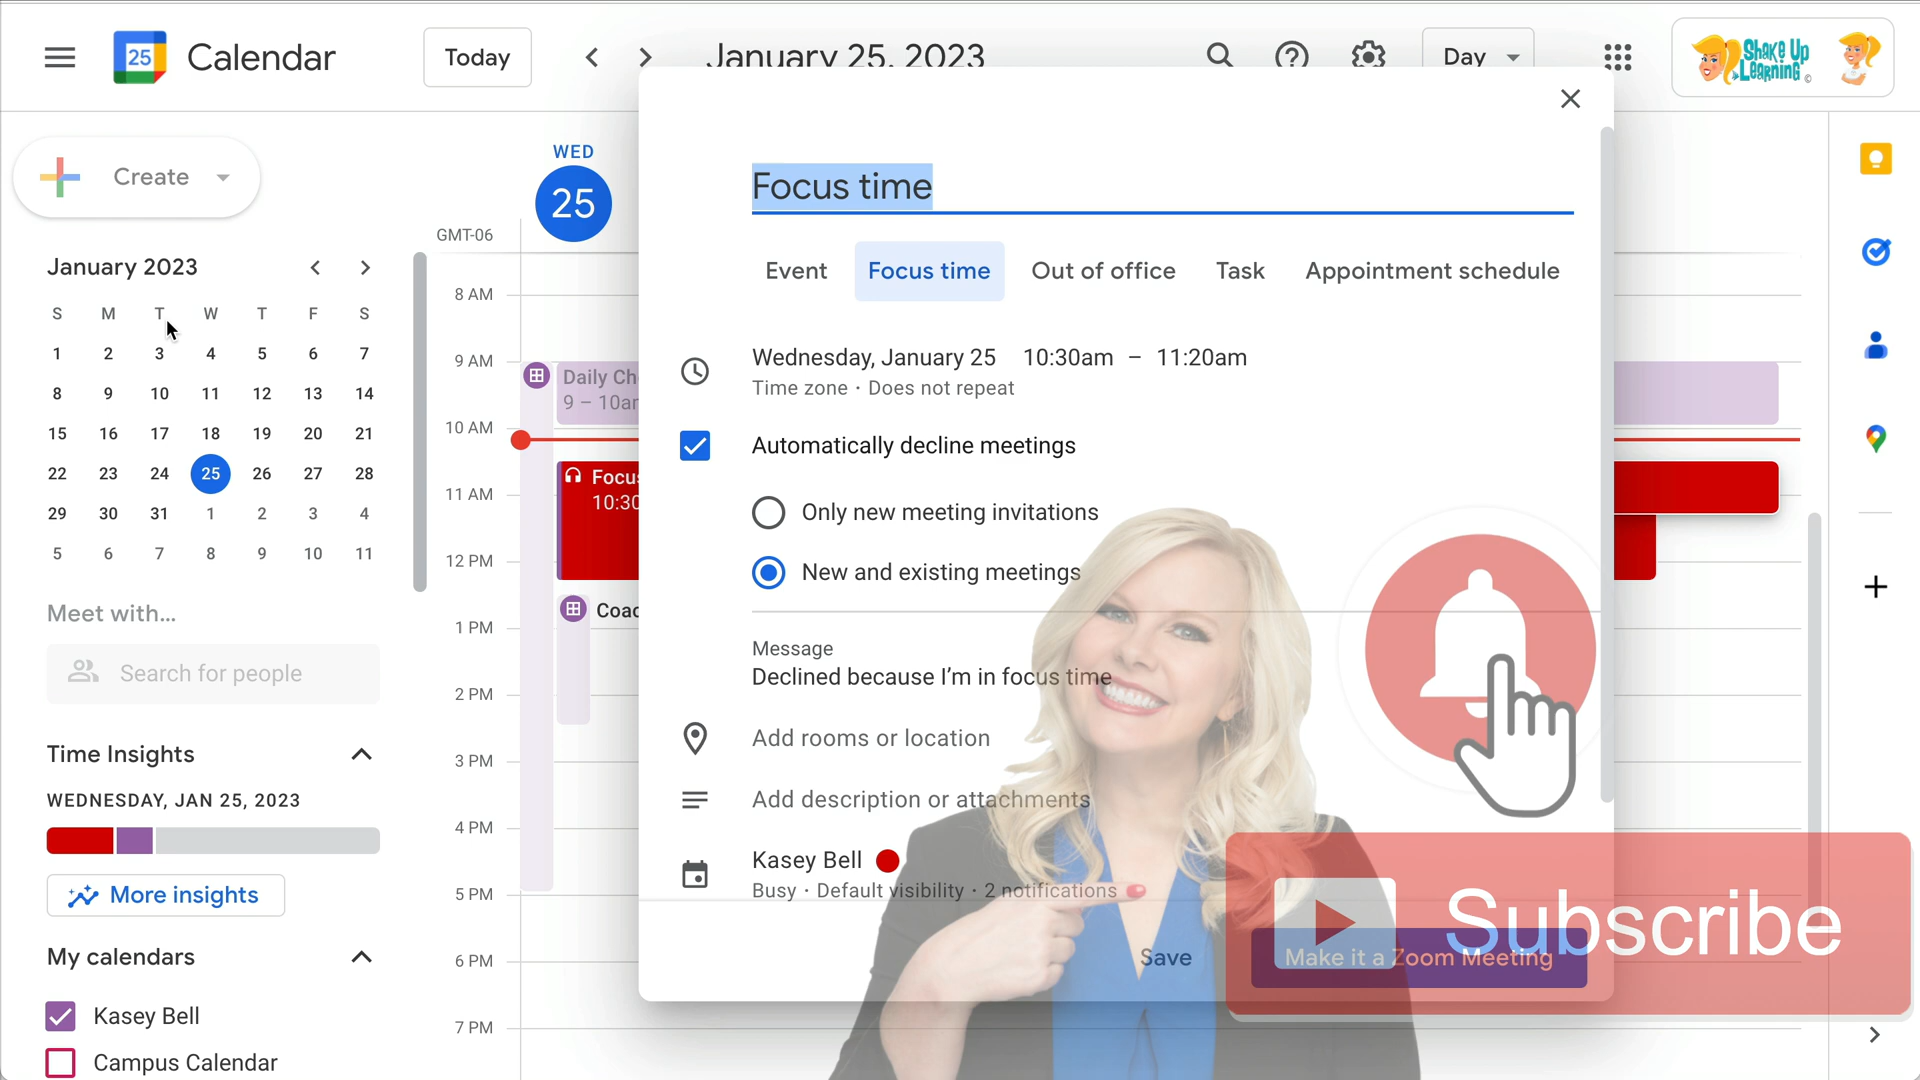 25
Calendar
Today
January 25, 2023
Day
Shake Up
Learning
Create
WED
25
GMT-06
January 2023
S M T W T F S
1 2 3 4 5 6 7
8 9 10 11 12 13 14
15 16 17 18 19 20 21
22 23 24 25 26 27 28
29 30 31 1 2 3 4
5 6 7 8 9 10 11
Meet with...
Search for people
Time Insights
WEDNESDAY, JAN 25, 2023
More insights
My calendars
Kasey Bell
Campus Calendar
8 AM
9 AM
10 AM
11 AM
12 PM
1 PM
2 PM
3 PM
4 PM
5 PM
6 PM
7 PM
Daily Ch
9 – 10am
Focus
10:30
Coac
Focus time
Event
Focus time
Out of office
Task
Appointment schedule
Wednesday, January 25 10:30am – 11:20am
Time zone · Does not repeat
Automatically decline meetings
Only new meeting invitations
New and existing meetings
Message
Declined because I'm in focus time
Add rooms or location
Add description or attachments
Kasey Bell
Busy · Default visibility · 2 notifications
Save
Make it a Zoom Meeting
Subscribe